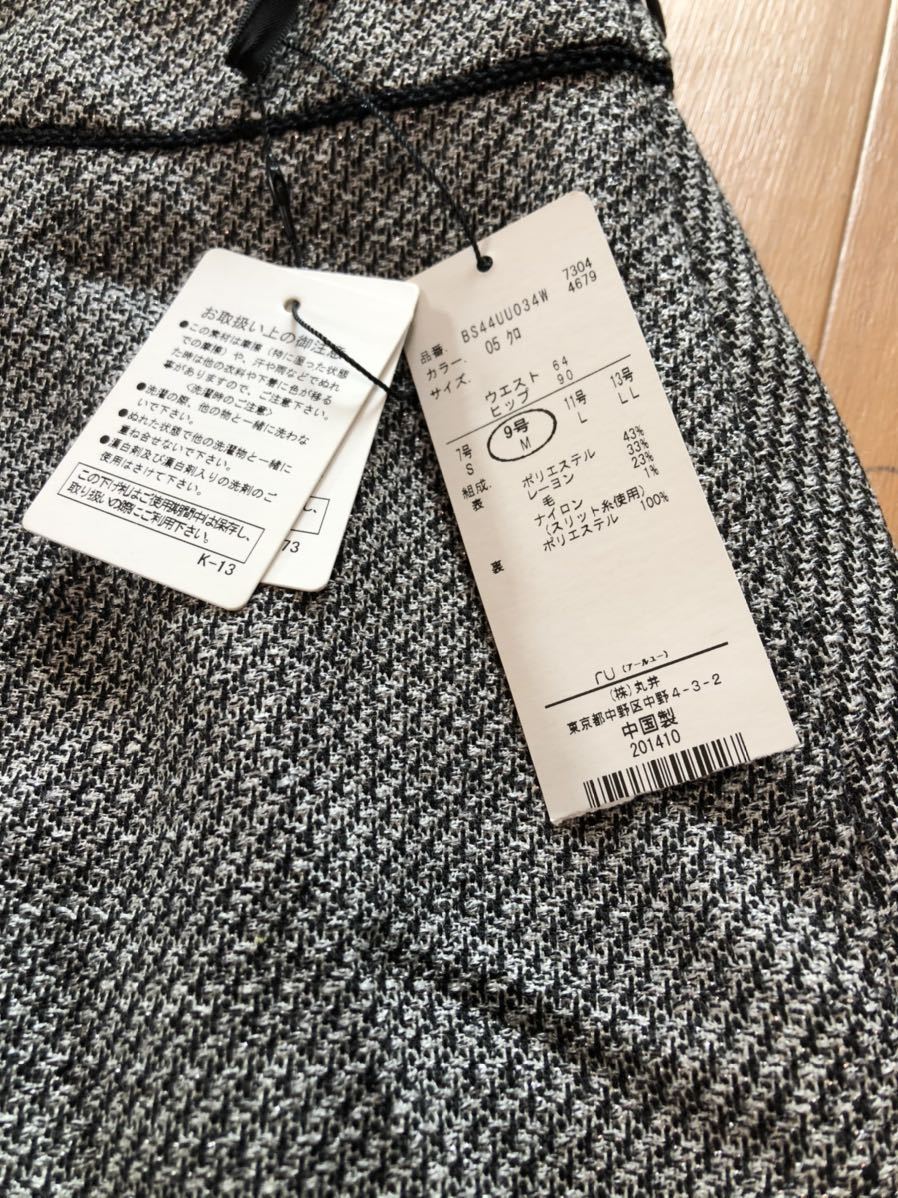 お取扱い上の御注意
●この素材は摩擦(特に湿った状態
での摩擦)や、汗や雨などでぬれ
た時は他の衣料や下着に色が移る
事がありますので、ご注意下さい。
〈洗濯時のご注意〉
●洗濯の際、他の物と一緒に洗わな
いで下さい。
●ぬれた状態で他の洗濯物と一緒に
重ね合せないで下さい。
●漂白剤及び漂白剤入りの洗剤のご
使用はさけて下さい。
この下げ札はご使用期間中は保存し、
取り扱いの際にご利用下さい。
K-13
73
7304
品番. BS44UU034W 4679
カラー. 05 クロ
サイズ.
ウエスト 64
ヒップ 90
7号 9号 11号 13号
S M L LL
組成. ポリエステル 43%
表 レーヨン 33%
毛 23%
ナイロン 1%
(スリット糸使用)
裏 ポリエステル 100%
ru (アールユー)
(株)丸井
東京都中野区中野4-3-2
中国製
201410